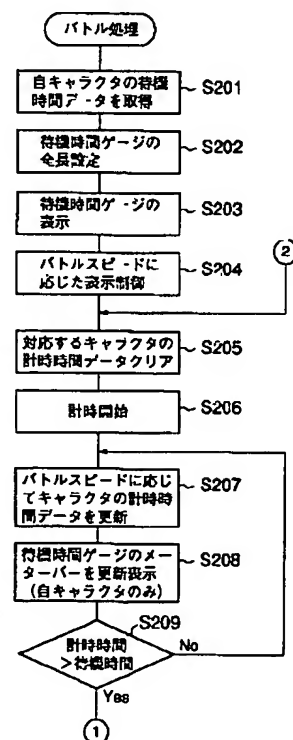 バトル処理
自キャラクタの待機
時間データを取得
S201
待機時間ゲージの
全長設定
S202
待機時間ゲージの
表示
S203
バトルスピードに
応じた表示制御
S204
②
対応するキャラクタの
計時時間データクリア
S205
計時開始
S206
バトルスピードに応じ
てキャラクタの計時時
間データを更新
S207
待機時間ゲージのメ
ーターバーを更新表示
(自キャラクタのみ)
S208
S209
計時時間
>待機時間
No
Yes
①